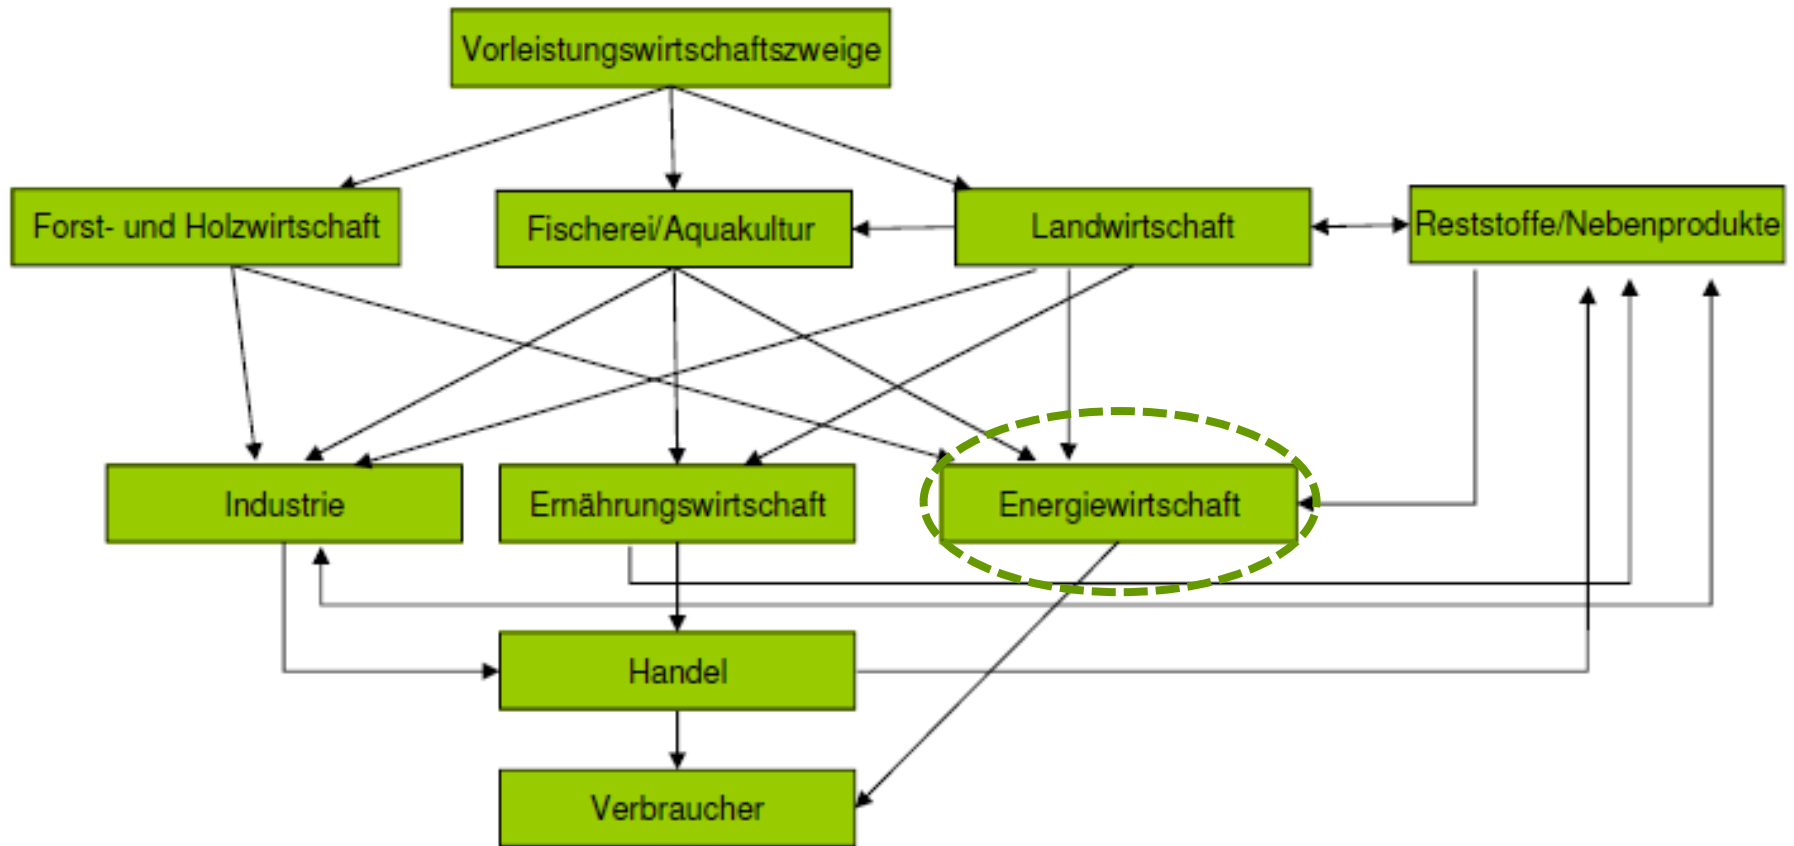 Vorleistungswirtschaftszweige
Forst- und Holzwirtschaft
Fischerei/Aquakultur
Landwirtschaft
Reststoffe/Nebenprodukte
Industrie
Ernährungswirtschaft
Energiewirtschaft
Handel
Verbraucher